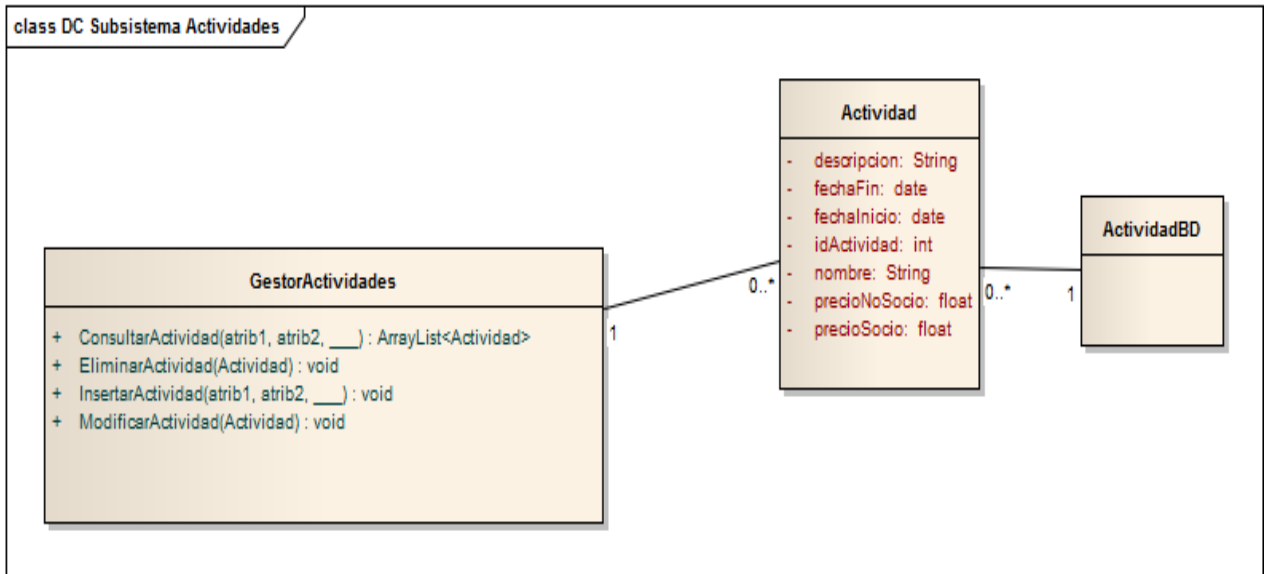 class DC Subsistema Actividades
Actividad
- descripcion: String
- fechaFin: date
- fechaInicio: date
- idActividad: int
- nombre: String
- precioNoSocio: float
- precioSocio: float
ActividadBD
GestorActividades
+ ConsultarActividad(atrib1, atrib2, ___) : ArrayList<Actividad>
+ EliminarActividad(Actividad) : void
+ InsertarActividad(atrib1, atrib2, ___) : void
+ ModificarActividad(Actividad) : void
1
0..*
0..*
1